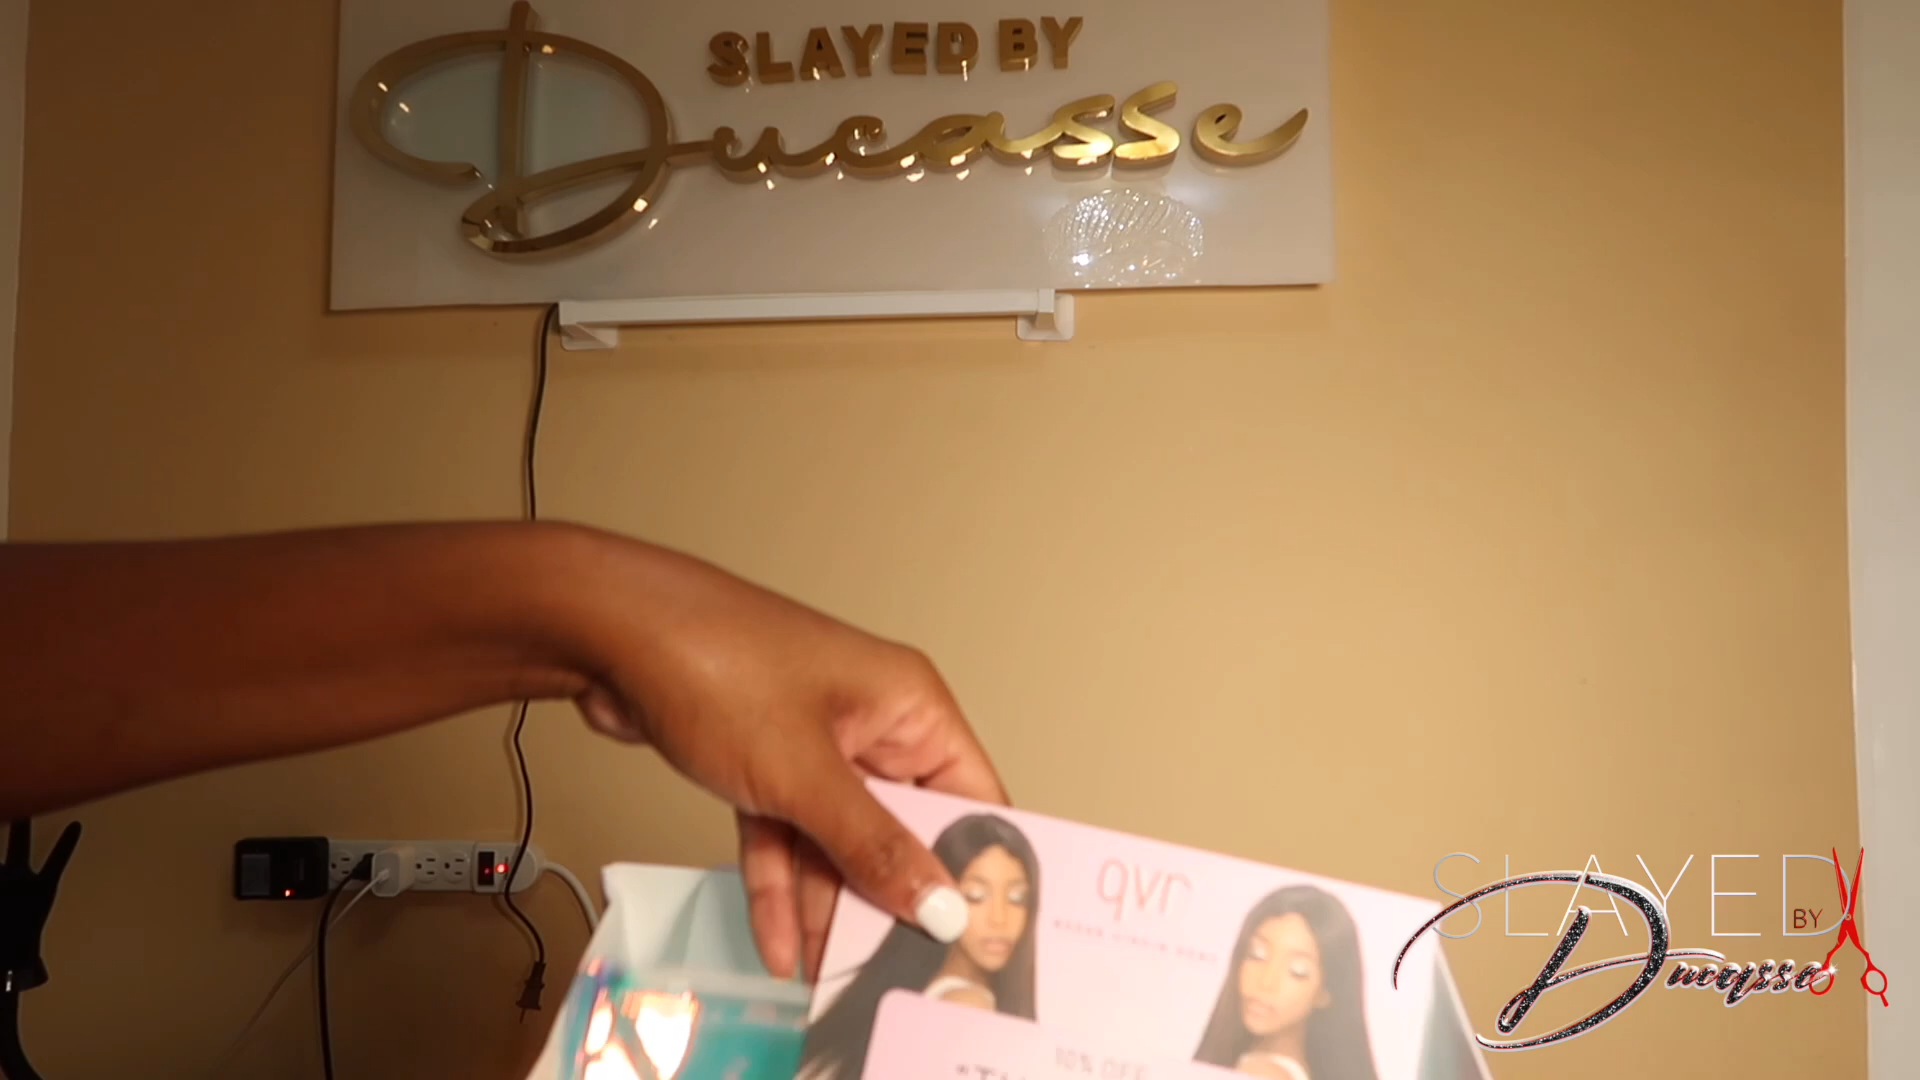 SLAYED BY
Ducasse
qvr
10% OFF
SLAYED
BY
Ducasse